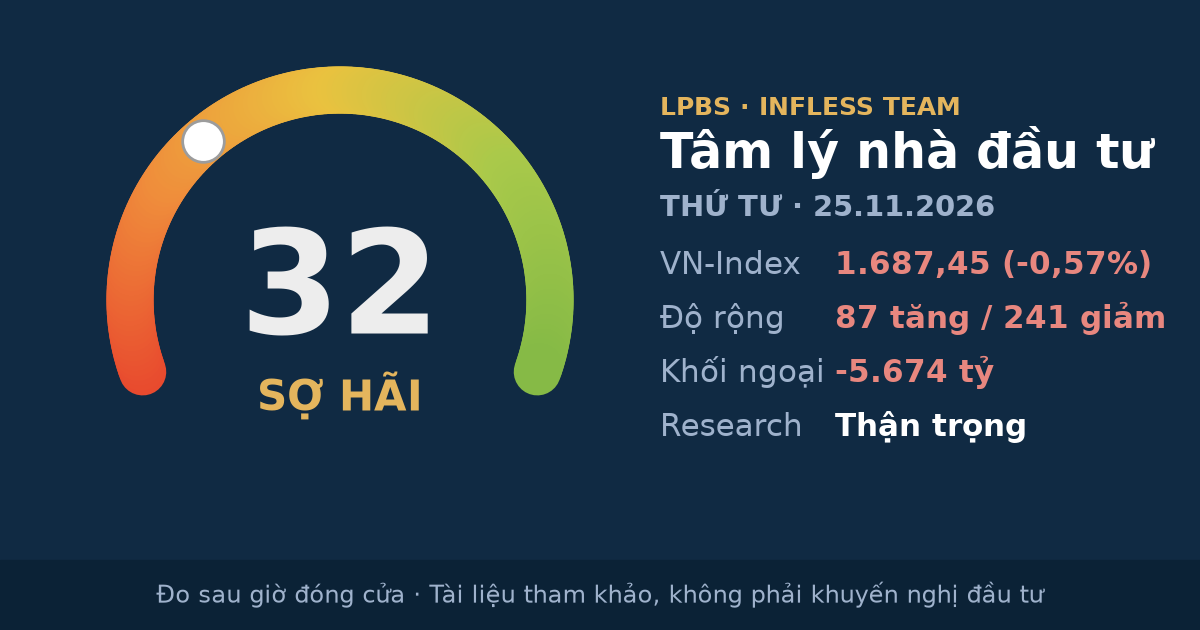 32
SỢ HÃI
LPBS · INFLESS TEAM
Tâm lý nhà đầu tư
THỨ TƯ · 25.11.2026
VN-Index 1.687,45 (-0,57%)
Độ rộng 87 tăng / 241 giảm
Khối ngoại -5.674 tỷ
Research Thận trọng
Đo sau giờ đóng cửa · Tài liệu tham khảo, không phải khuyến nghị đầu tư